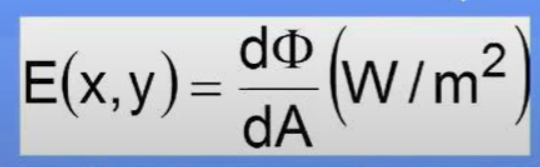 E(x,y) = dΦ/dA (W/m²)